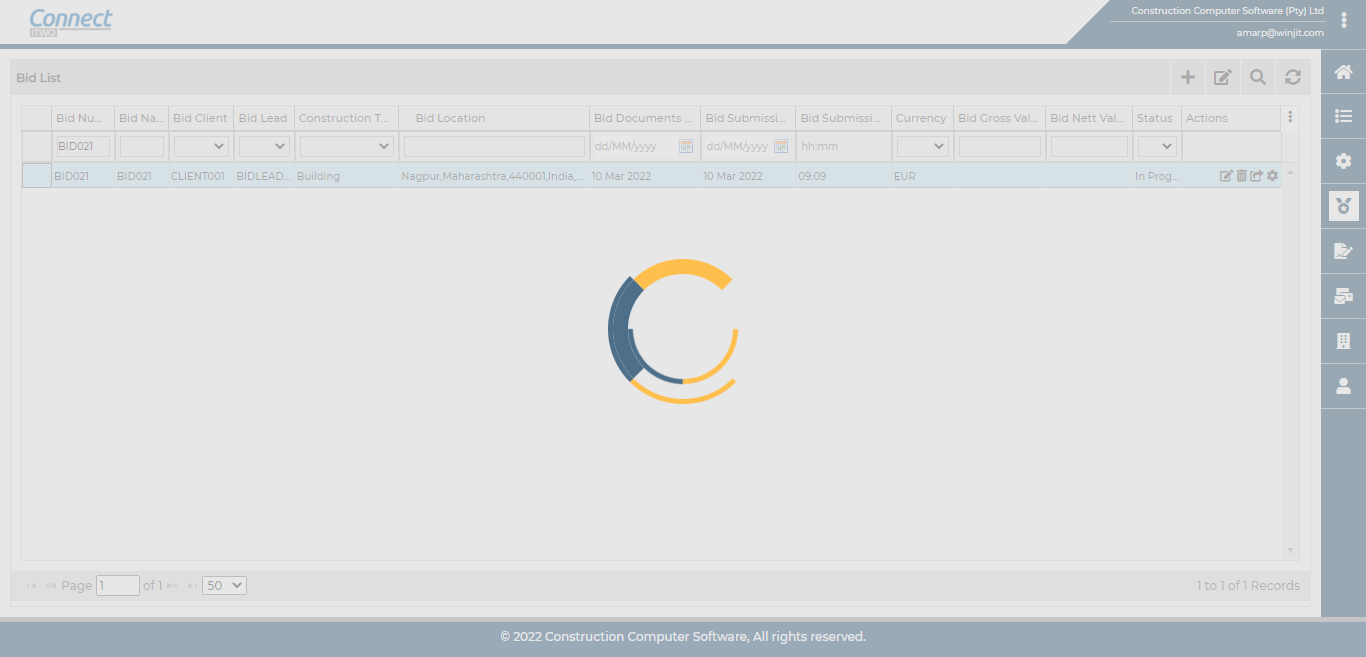 Connect
iTWO
Construction Computer Software (Pty) Ltd
amarp@winjit.com
Bid List
Bid Nu... Bid Na... Bid Client Bid Lead Construction T... Bid Location Bid Documents ... Bid Submissi... Bid Submissi... Currency Bid Gross Val... Bid Nett Val... Status Actions
BID021 dd/MM/yyyy dd/MM/yyyy hh:mm
BID021 BID021 CLIENT001 BIDLEAD... Building Nagpur,Maharashtra,440001,India,... 10 Mar 2022 10 Mar 2022 09:09 EUR In Prog...
Page 1 of 1 50 1 to 1 of 1 Records
© 2022 Construction Computer Software, All rights reserved.